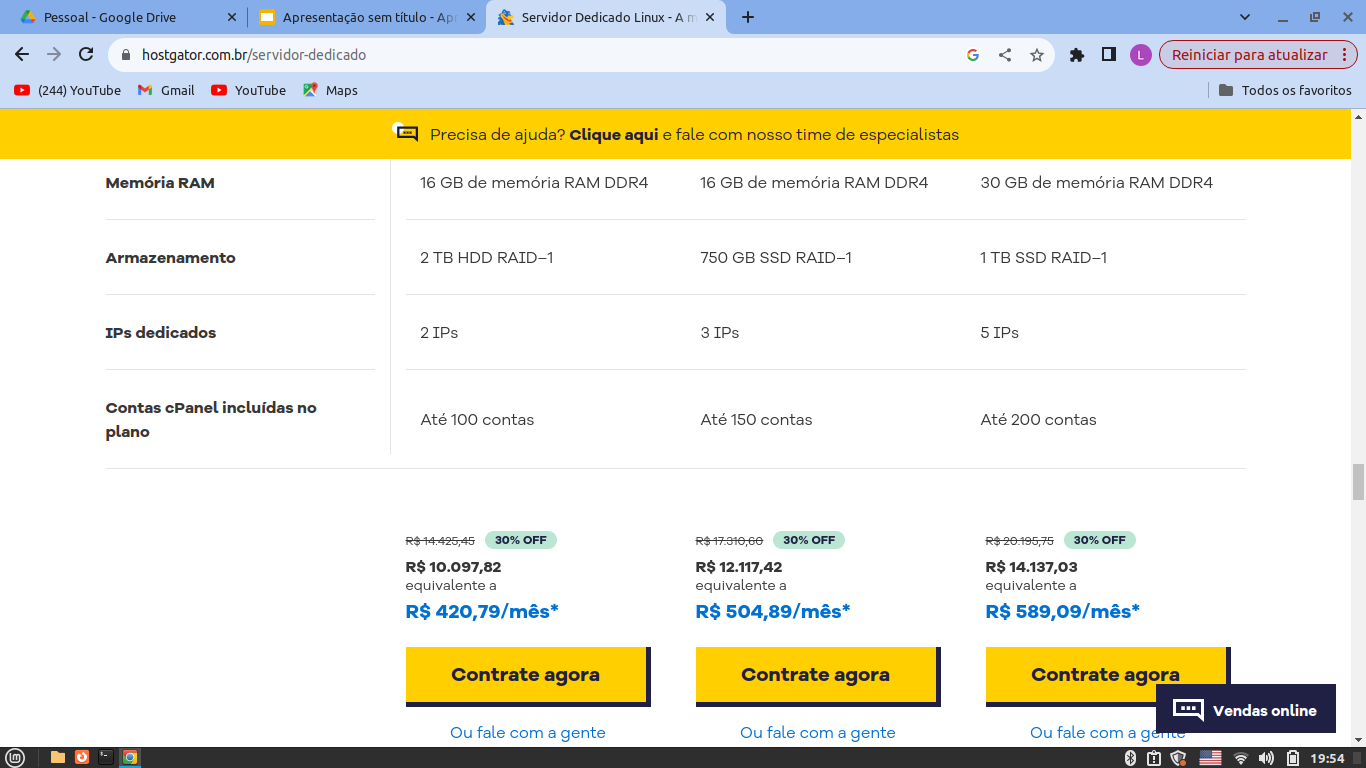 Pessoal - Google Drive
Apresentação sem título - Apr
Servidor Dedicado Linux - A m
hostgator.com.br/servidor-dedicado
L
Reiniciar para atualizar
(244) YouTube
Gmail
YouTube
Maps
Todos os favoritos
Precisa de ajuda? Clique aqui e fale com nosso time de especialistas
Memória RAM
16 GB de memória RAM DDR4
16 GB de memória RAM DDR4
30 GB de memória RAM DDR4
Armazenamento
2 TB HDD RAID–1
750 GB SSD RAID–1
1 TB SSD RAID–1
IPs dedicados
2 IPs
3 IPs
5 IPs
Contas cPanel incluídas no
plano
Até 100 contas
Até 150 contas
Até 200 contas
R$ 14.425,45 30% OFF
R$ 10.097,82
equivalente a
R$ 420,79/mês*
Contrate agora
Ou fale com a gente
R$ 17.310,60 30% OFF
R$ 12.117,42
equivalente a
R$ 504,89/mês*
Contrate agora
Ou fale com a gente
R$ 20.195,75 30% OFF
R$ 14.137,03
equivalente a
R$ 589,09/mês*
Contrate agora
Ou fale com a gente
Vendas online
19:54